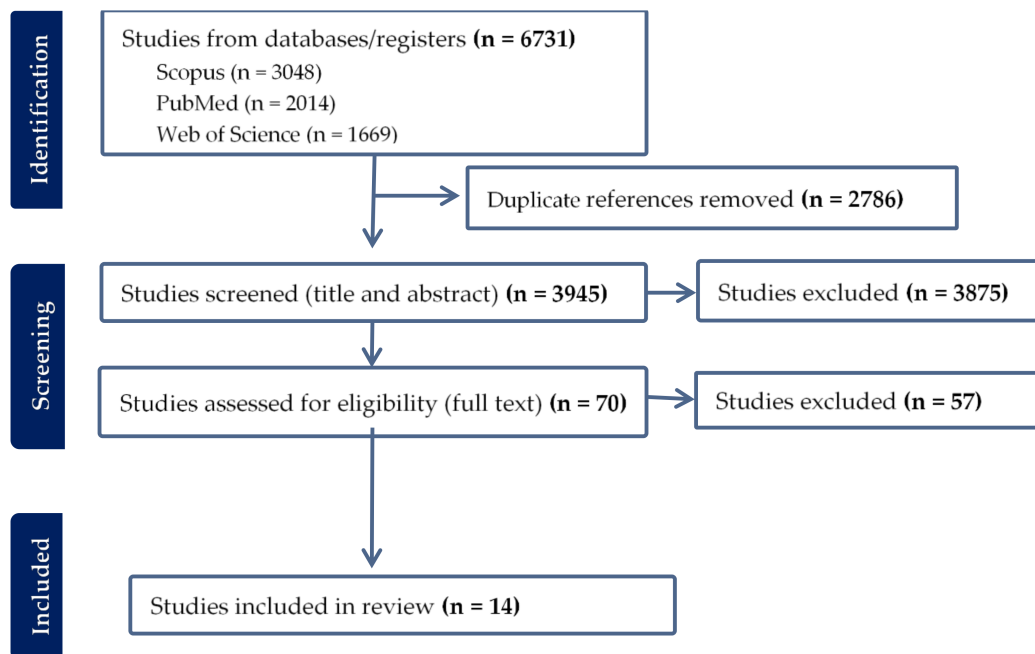 Identification
Studies from databases/registers (n = 6731)
Scopus (n = 3048)
PubMed (n = 2014)
Web of Science (n = 1669)
Duplicate references removed (n = 2786)
Screening
Studies screened (title and abstract) (n = 3945)
Studies excluded (n = 3875)
Studies assessed for eligibility (full text) (n = 70)
Studies excluded (n = 57)
Included
Studies included in review (n = 14)